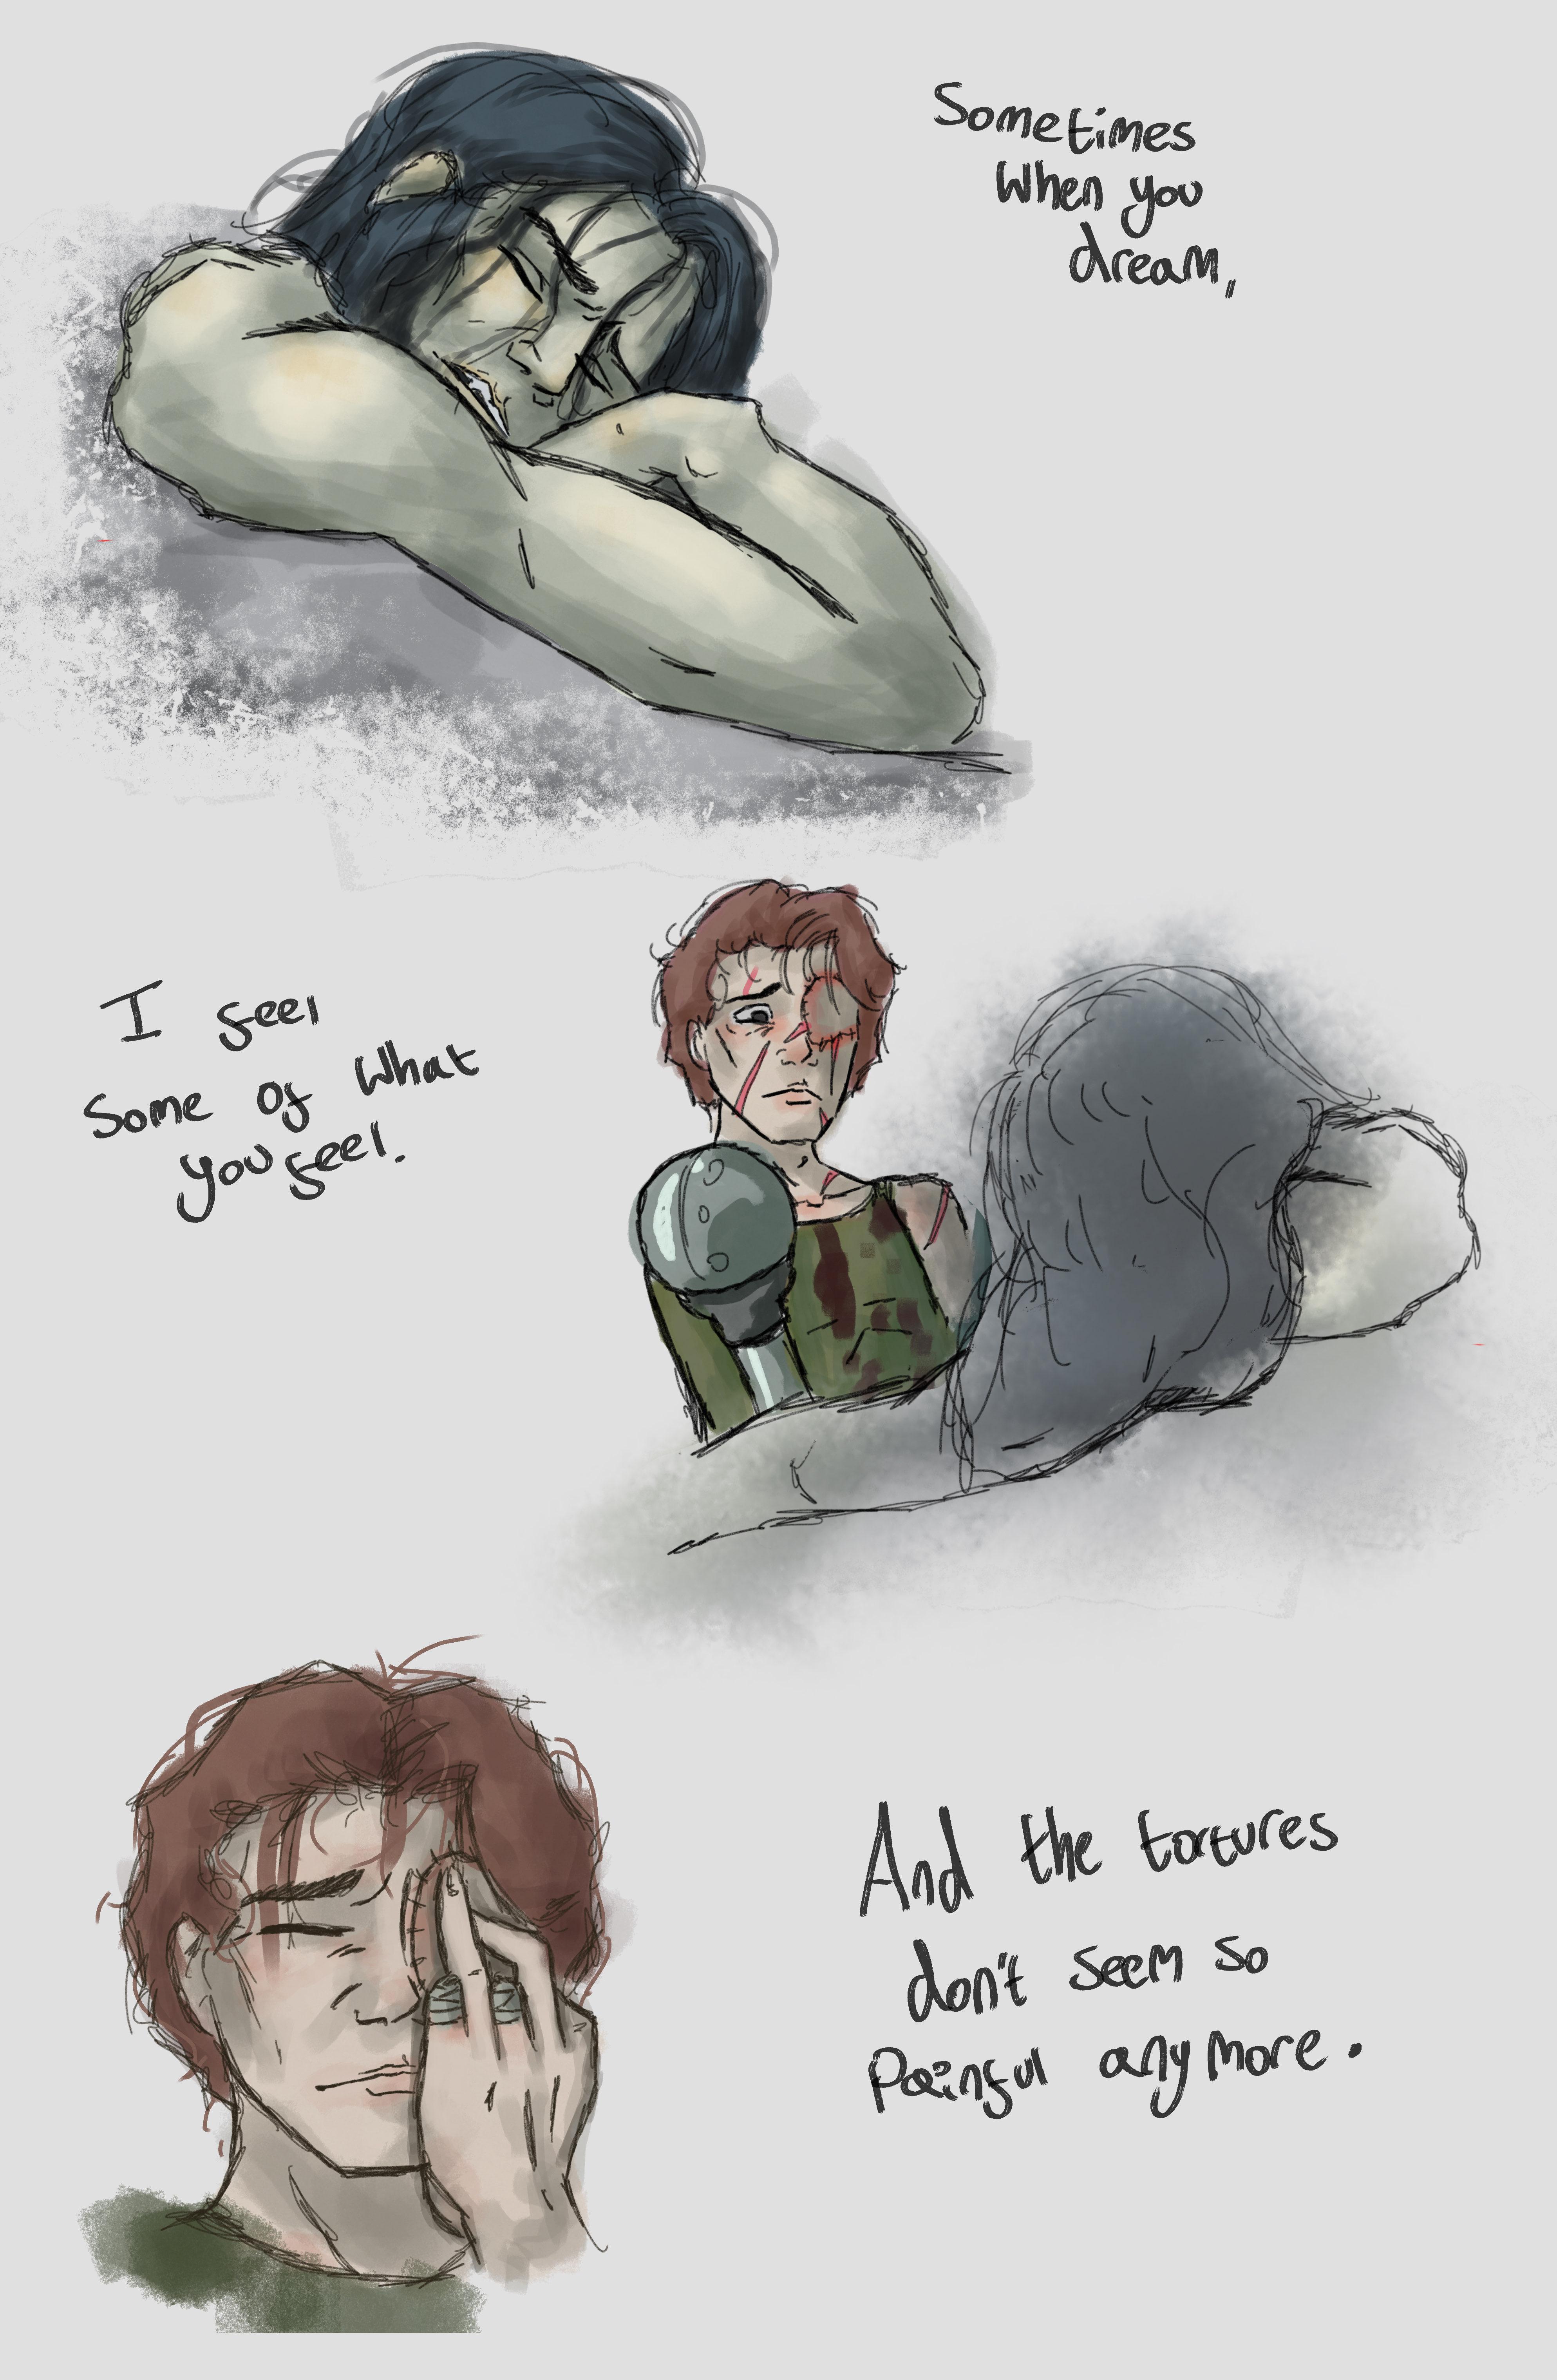 Sometimes
When you
dream,
I feel
Some of What
you feel.
And the tortures
don't seem so
Painful anymore.